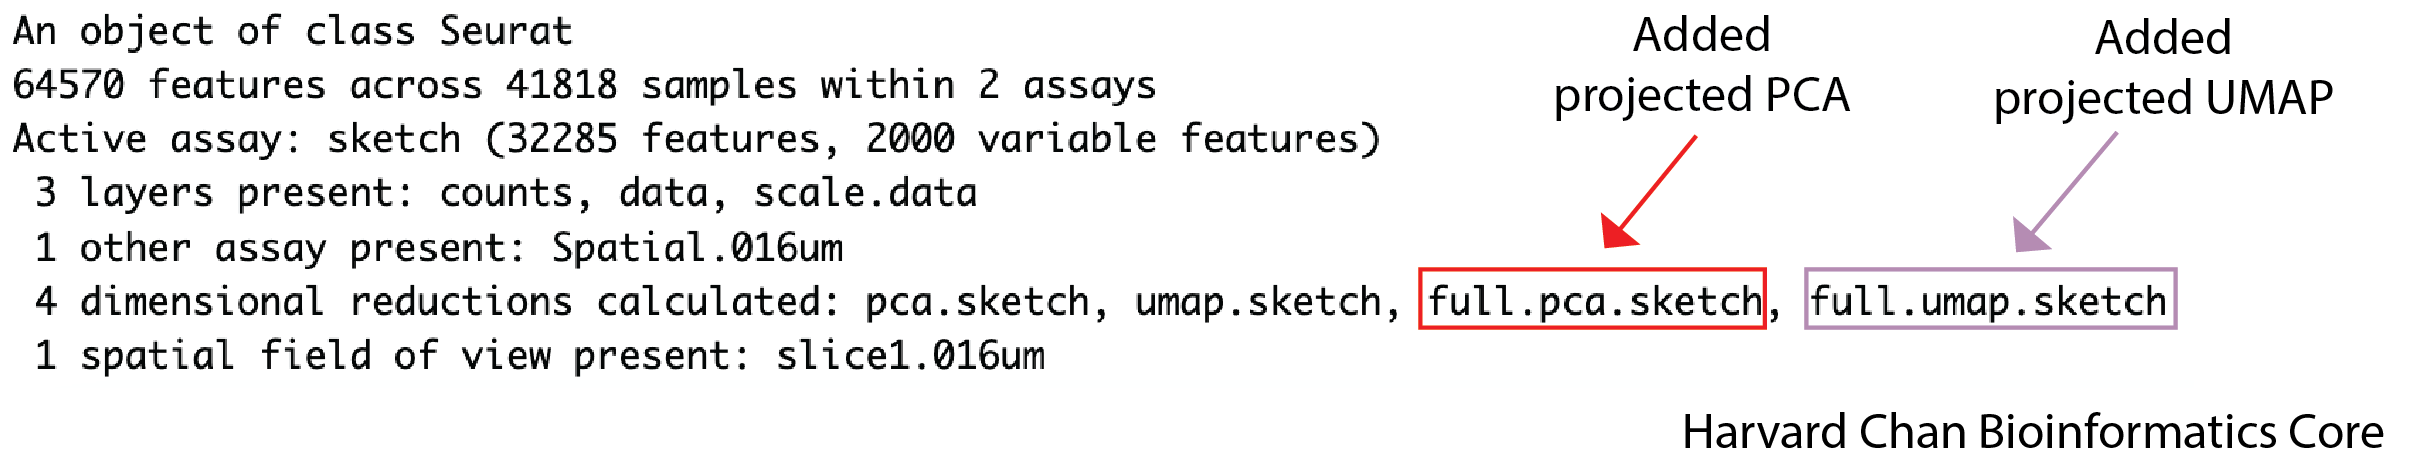 An object of class Seurat
64570 features across 41818 samples within 2 assays
Active assay: sketch (32285 features, 2000 variable features)
3 layers present: counts, data, scale.data
1 other assay present: Spatial.016um
4 dimensional reductions calculated: pca.sketch, umap.sketch, full.pca.sketch, full.umap.sketch
1 spatial field of view present: slice1.016um
Added
projected PCA
Added
projected UMAP
Harvard Chan Bioinformatics Core